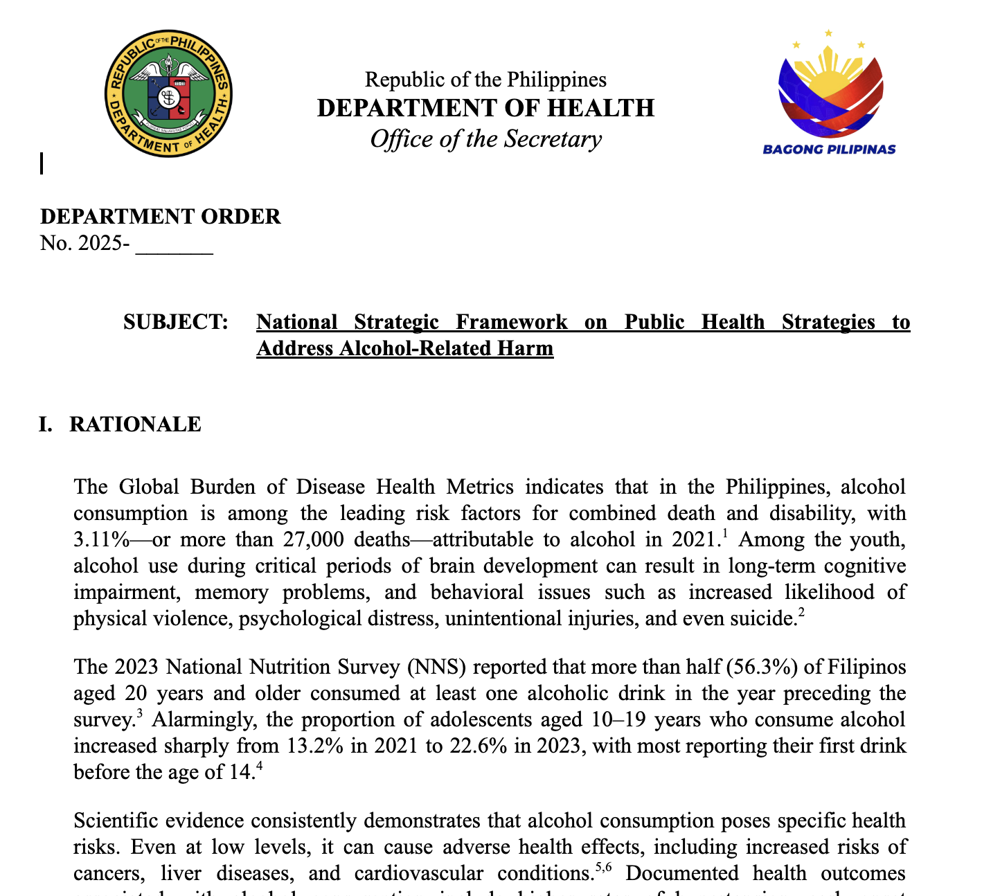 REPUBLIC OF THE PHILIPPINES
DEPARTMENT OF HEALTH
Republic of the Philippines
DEPARTMENT OF HEALTH
Office of the Secretary
BAGONG PILIPINAS
DEPARTMENT ORDER
No. 2025- _______
SUBJECT: National Strategic Framework on Public Health Strategies to
Address Alcohol-Related Harm
I. RATIONALE
The Global Burden of Disease Health Metrics indicates that in the Philippines, alcohol
consumption is among the leading risk factors for combined death and disability, with
3.11%—or more than 27,000 deaths—attributable to alcohol in 2021.¹ Among the youth,
alcohol use during critical periods of brain development can result in long-term cognitive
impairment, memory problems, and behavioral issues such as increased likelihood of
physical violence, psychological distress, unintentional injuries, and even suicide.²
The 2023 National Nutrition Survey (NNS) reported that more than half (56.3%) of Filipinos
aged 20 years and older consumed at least one alcoholic drink in the year preceding the
survey.³ Alarmingly, the proportion of adolescents aged 10–19 years who consume alcohol
increased sharply from 13.2% in 2021 to 22.6% in 2023, with most reporting their first drink
before the age of 14.⁴
Scientific evidence consistently demonstrates that alcohol consumption poses specific health
risks. Even at low levels, it can cause adverse health effects, including increased risks of
cancers, liver diseases, and cardiovascular conditions.⁵,⁶ Documented health outcomes